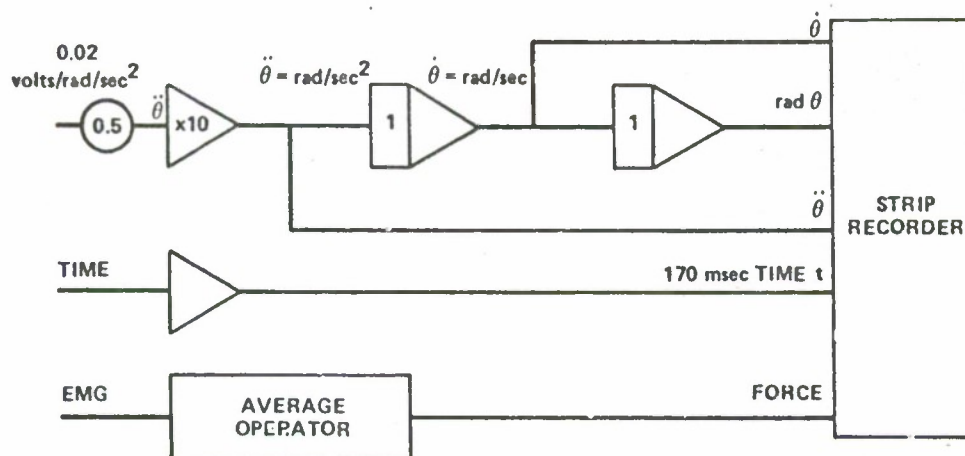 0.02
volts/rad/sec²
0.5
θ̈
x10
θ̈ = rad/sec²
1
θ̇ = rad/sec
1
θ̇
rad θ
θ̈
STRIP
RECORDER
TIME
170 msec TIME t
EMG
AVERAGE
OPERATOR
FORCE